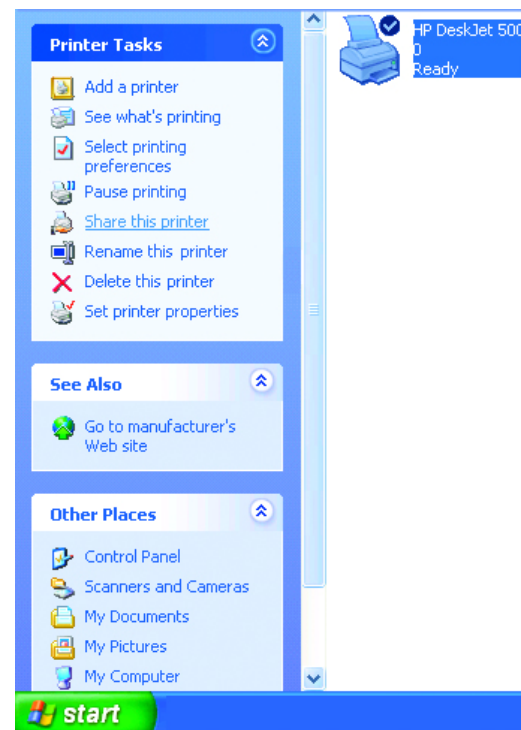 Printer Tasks
Add a printer
See what's printing
Select printing
preferences
Pause printing
Share this printer
Rename this printer
Delete this printer
Set printer properties
See Also
Go to manufacturer's
Web site
Other Places
Control Panel
Scanners and Cameras
My Documents
My Pictures
My Computer
HP DeskJet 500
0
Ready
start